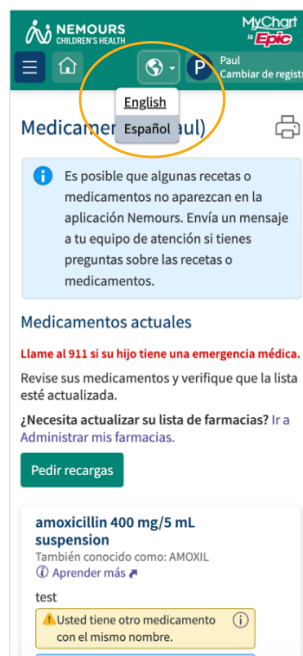 NEMOURS
CHILDREN'S HEALTH
MyChart
Epic
P
Paul
Cambiar de registr
English
Español
Medicamen aul)
Es posible que algunas recetas o
medicamentos no aparezcan en la
aplicación Nemours. Envía un mensaje
a tu equipo de atención si tienes
preguntas sobre las recetas o
medicamentos.
Medicamentos actuales
Llame al 911 si su hijo tiene una emergencia médica.
Revise sus medicamentos y verifique que la lista
esté actualizada.
¿Necesita actualizar su lista de farmacias? Ir a
Administrar mis farmacias.
Pedir recargas
amoxicillin 400 mg/5 mL
suspension
También conocido como: AMOXIL
Aprender más
test
Usted tiene otro medicamento
con el mismo nombre.